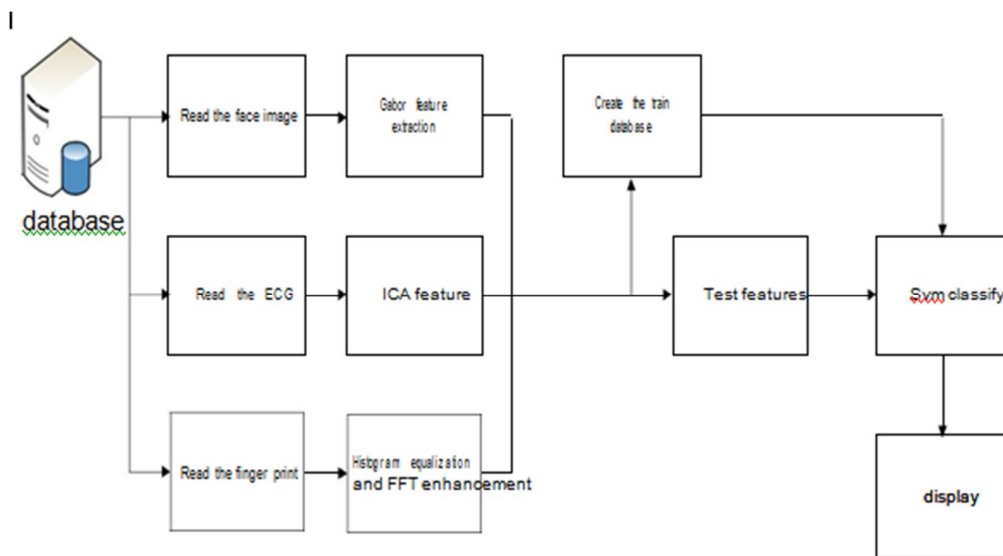 I
database
Read the face image
Gabor feature
extraction
Create the train
database
Read the ECG
ICA feature
Test features
Svm classify
Read the finger print
Histogram equalization
and FFT enhancement
display